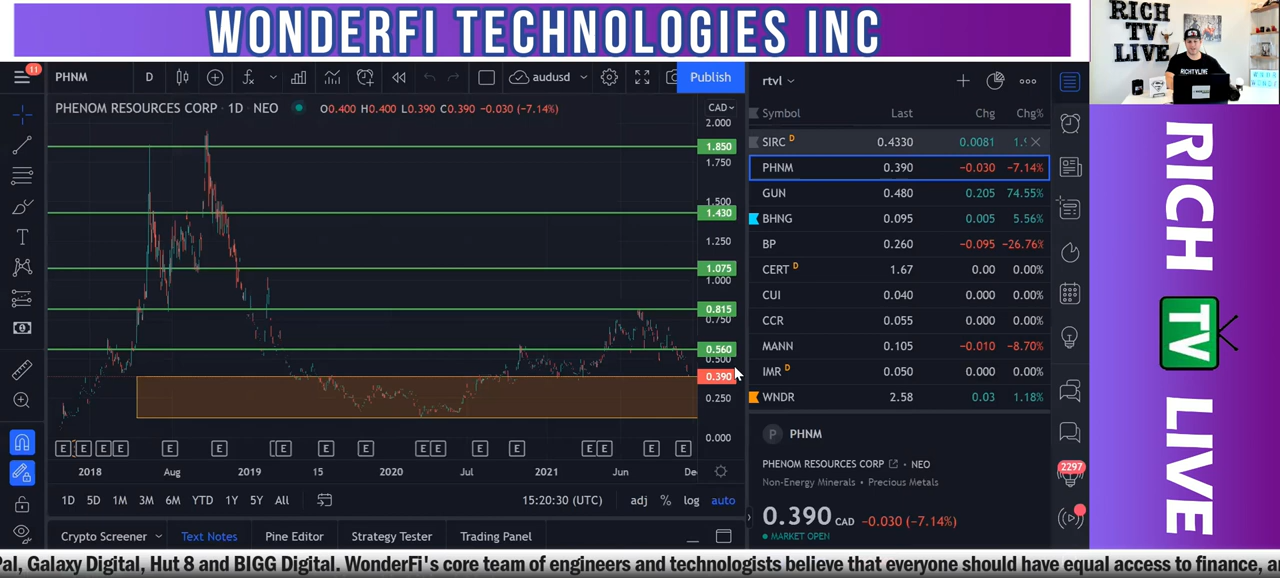 WONDERFI TECHNOLOGIES INC
RICH
TV
LIVE
RICHTVLIVE
11
PHNM
D
audusd
Publish
rtvl
PHENOM RESOURCES CORP · 1D · NEO
O0.400 H0.400 L0.390 C0.390 −0.030 (−7.14%)
CAD
2.000
1.850
1.750
1.500
1.430
1.250
1.075
1.000
0.815
0.750
0.560
0.500
0.390
0.250
0.000
E E E E E E E E E E E E E E E E E
2018 Aug 2019 15 2020 Jul 2021 Jun De
1D 5D 1M 3M 6M YTD 1Y 5Y All
15:20:30 (UTC)
adj % log auto
Crypto Screener Text Notes Pine Editor Strategy Tester Trading Panel
Symbol Last Chg Chg%
SIRC D 0.4330 0.0081
PHNM 0.390 −0.030 −7.14%
GUN 0.480 0.205 74.55%
BHNG 0.095 0.005 5.56%
BP 0.260 −0.095 −26.76%
CERT D 1.67 0.00 0.00%
CUI 0.040 0.000 0.00%
CCR 0.055 0.000 0.00%
MANN 0.105 −0.010 −8.70%
IMR D 0.050 0.000 0.00%
WNDR 2.58 0.03 1.18%
P PHNM
PHENOM RESOURCES CORP · NEO
Non-Energy Minerals · Precious Metals
0.390 CAD −0.030 (−7.14%)
MARKET OPEN
2297
RICH TV LIVE
Pal, Galaxy Digital, Hut 8 and BIGG Digital. WonderFi's core team of engineers and technologists believe that everyone should have equal access to finance, a